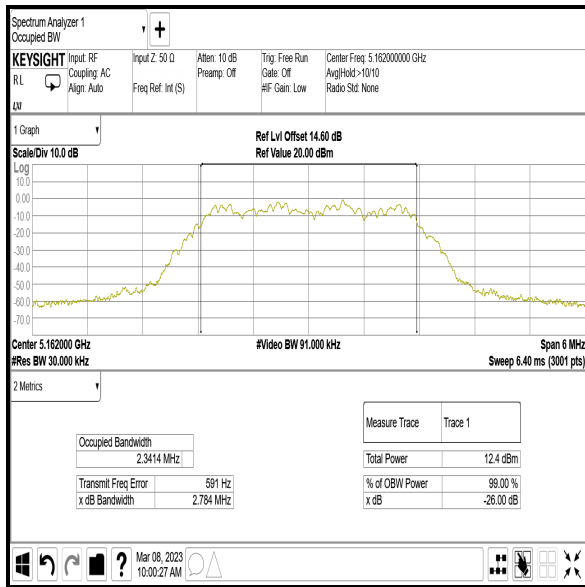 Spectrum Analyzer 1
Occupied BW
KEYSIGHT
R L
LXI
Input: RF
Coupling: AC
Align: Auto
Input Z: 50 Ω
Freq Ref: Int (S)
Atten: 10 dB
Preamp: Off
Trig: Free Run
Gate: Off
#IF Gain: Low
Center Freq: 5.162000000 GHz
Avg|Hold:>10/10
Radio Std: None
1 Graph
Scale/Div 10.0 dB
Ref Lvl Offset 14.60 dB
Ref Value 20.00 dBm
Log
10.0
0.00
-10.0
-20.0
-30.0
-40.0
-50.0
-60.0
-70.0
Center 5.162000 GHz
#Res BW 30.000 kHz
#Video BW 91.000 kHz
Span 6 MHz
Sweep 6.40 ms (3001 pts)
2 Metrics
Occupied Bandwidth
2.3414 MHz
Transmit Freq Error 591 Hz
x dB Bandwidth 2.784 MHz
Measure Trace Trace 1
Total Power 12.4 dBm
% of OBW Power 99.00 %
x dB -26.00 dB
Mar 08, 2023
10:00:27 AM